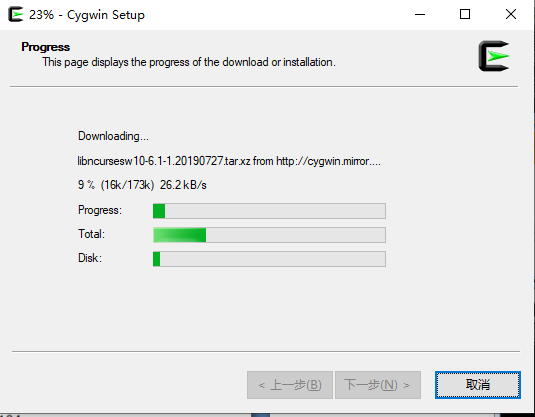 23% - Cygwin Setup
Progress
This page displays the progress of the download or installation.
Downloading...
libncursesw10-6.1-1.20190727.tar.xz from http://cygwin.mirror....
9 % (16k/173k) 26.2 kB/s
Progress:
Total:
Disk:
< 上一步(B)
下一步(N) >
取消